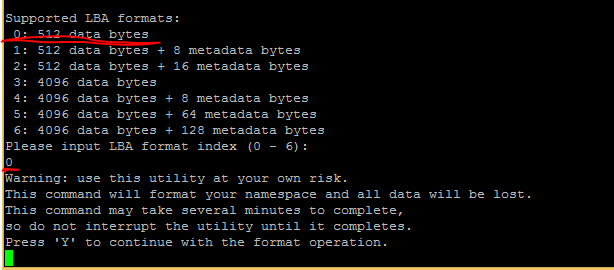 Supported LBA formats:
0: 512 data bytes
1: 512 data bytes + 8 metadata bytes
2: 512 data bytes + 16 metadata bytes
3: 4096 data bytes
4: 4096 data bytes + 8 metadata bytes
5: 4096 data bytes + 64 metadata bytes
6: 4096 data bytes + 128 metadata bytes
Please input LBA format index (0 - 6):
0
Warning: use this utility at your own risk.
This command will format your namespace and all data will be lost.
This command may take several minutes to complete,
so do not interrupt the utility until it completes.
Press 'Y' to continue with the format operation.